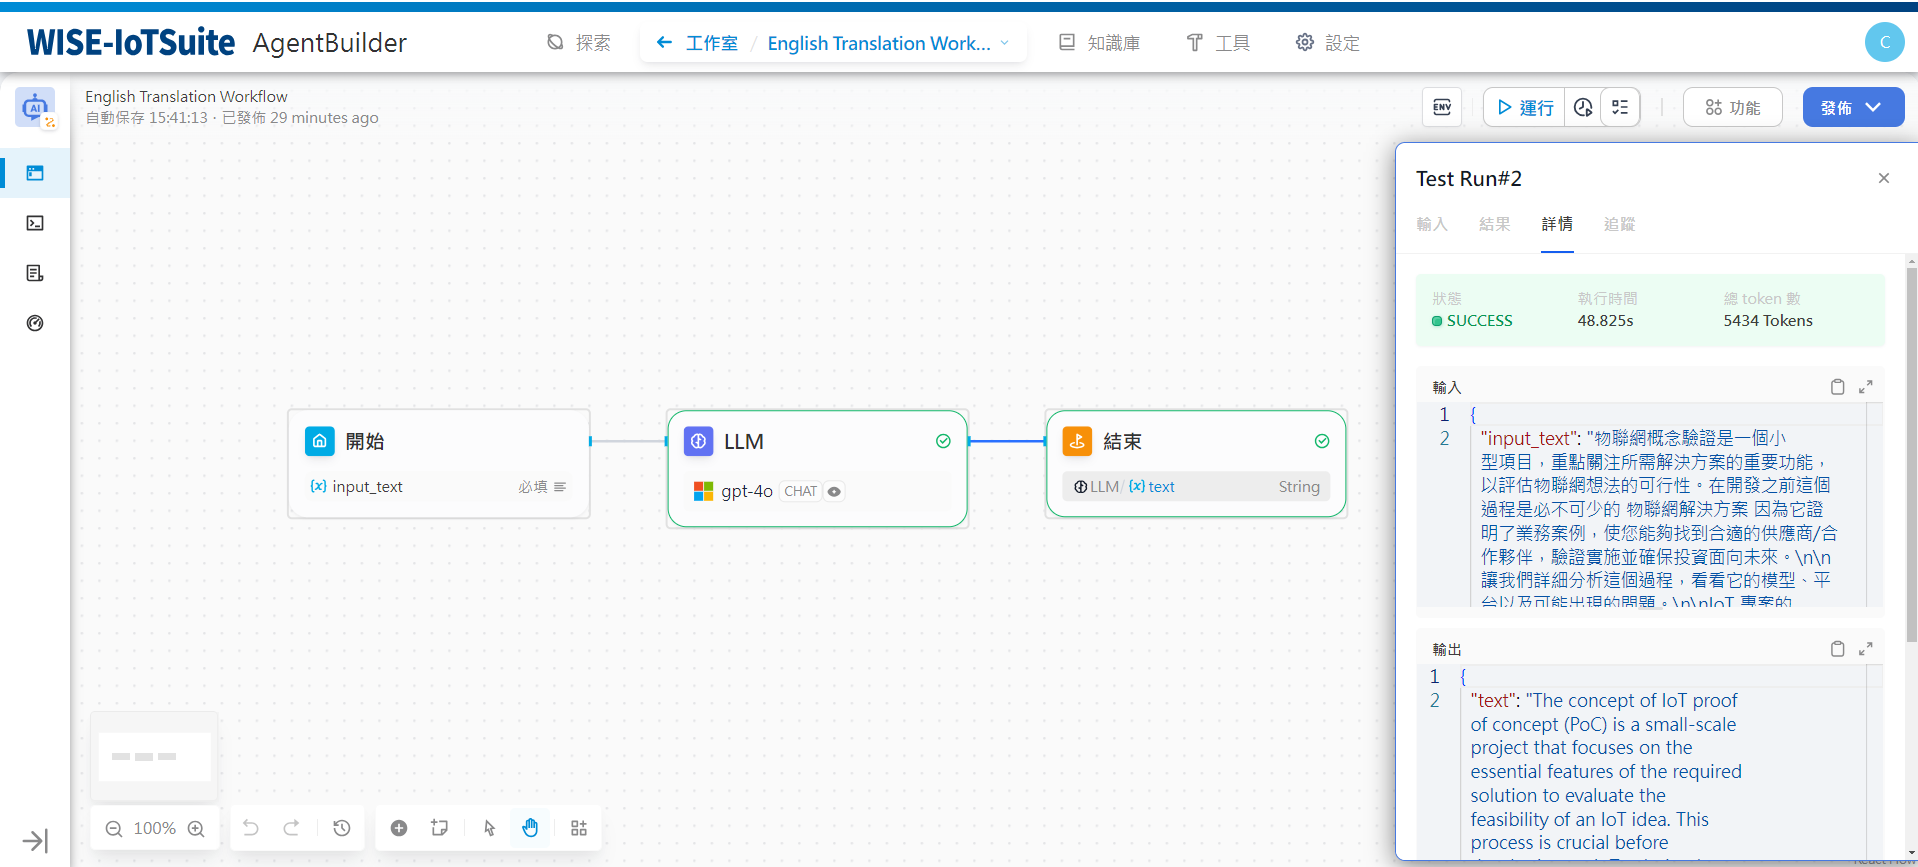 WISE-IoTSuite AgentBuilder
探索
工作室 / English Translation Work...
知識庫
工具
設定
C
AI
English Translation Workflow
自動保存 15:41:13 · 已發佈 29 minutes ago
ENV
運行
功能
發佈
Test Run#2
輸入
結果
詳情
追蹤
狀態
執行時間
總 token 數
SUCCESS
48.825s
5434 Tokens
輸入
1 {
2 "input_text": "物聯網概念驗證是一個小
型項目，重點關注所需解決方案的重要功能，
以評估物聯網想法的可行性。在開發之前這個
過程是必不可少的 物聯網解決方案 因為它證
明了業務案例，使您能夠找到合適的供應商/合
作夥伴，驗證實施並確保投資面向未來。\n\n
讓我們詳細分析這個過程，看看它的模型、平
台以及可能出現的問題。\n\nIoT 專案的
輸出
1 {
2 "text": "The concept of IoT proof
of concept (PoC) is a small-scale
project that focuses on the
essential features of the required
solution to evaluate the
feasibility of an IoT idea. This
process is crucial before
開始
{x} input_text
必填
LLM
gpt-4o CHAT
結束
LLM/ {x} text
String
100%
React Flow